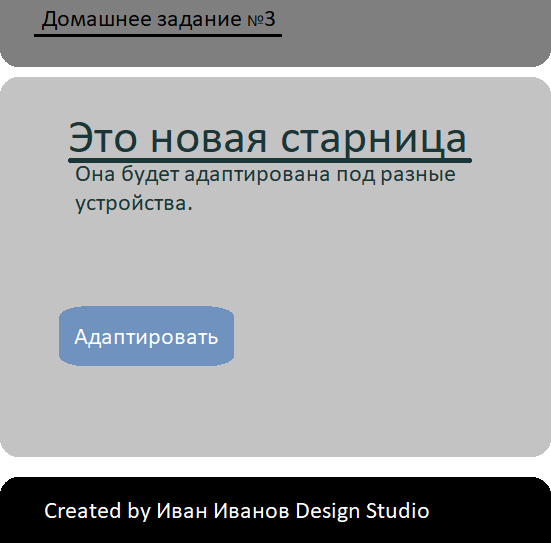 Домашнее задание №3
Это новая старница
Она будет адаптирована под разные
устройства.
Адаптировать
Created by Иван Иванов Design Studio